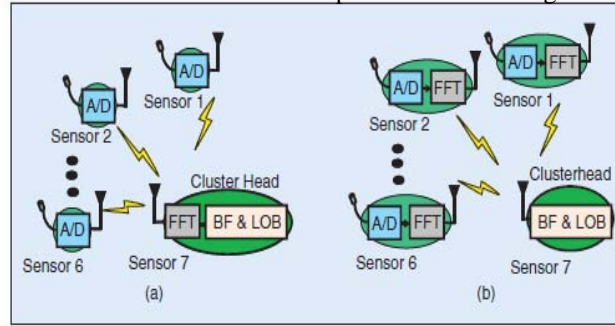 A/D
Sensor 1
A/D
Sensor 2
Cluster Head
A/D
FFT
BF & LOB
Sensor 6
Sensor 7
(a)
A/D
FFT
Sensor 1
A/D
FFT
Sensor 2
Clusterhead
A/D
FFT
BF & LOB
Sensor 6
Sensor 7
(b)